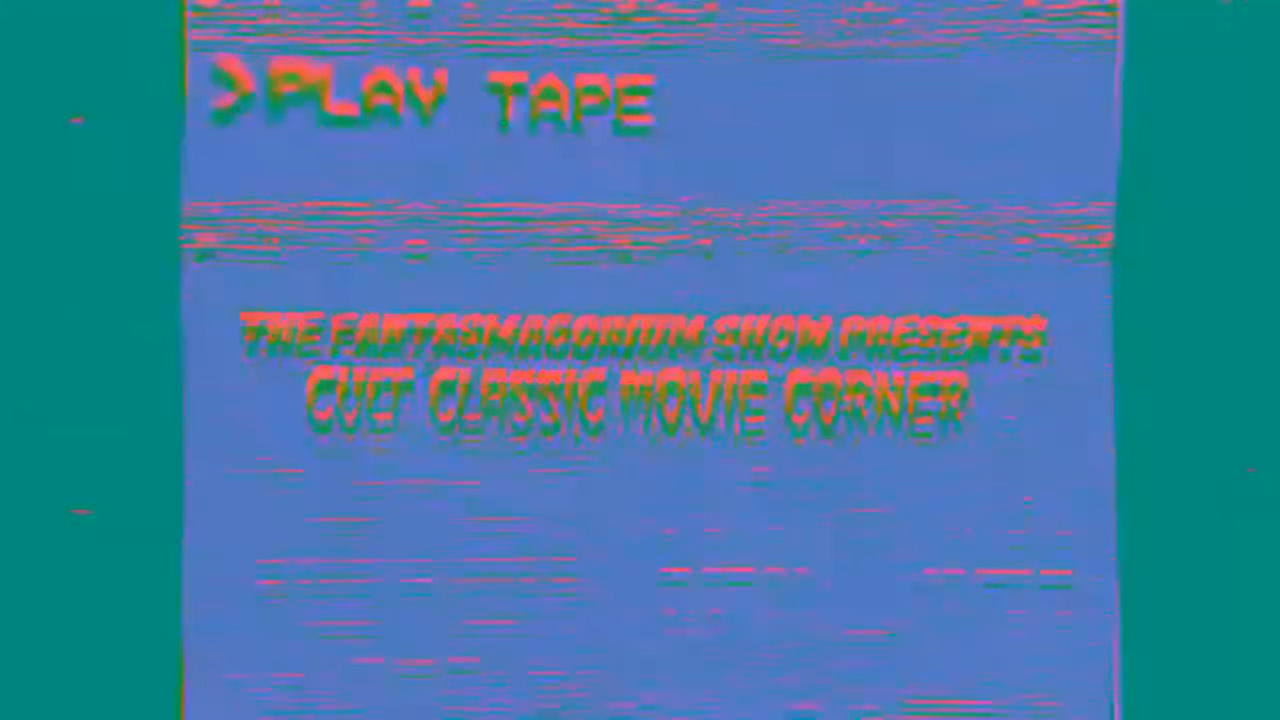 >PLAY TAPE
THE FANTASMAGORIUM SHOW PRESENTS
CULT CLASSIC MOVIE CORNER